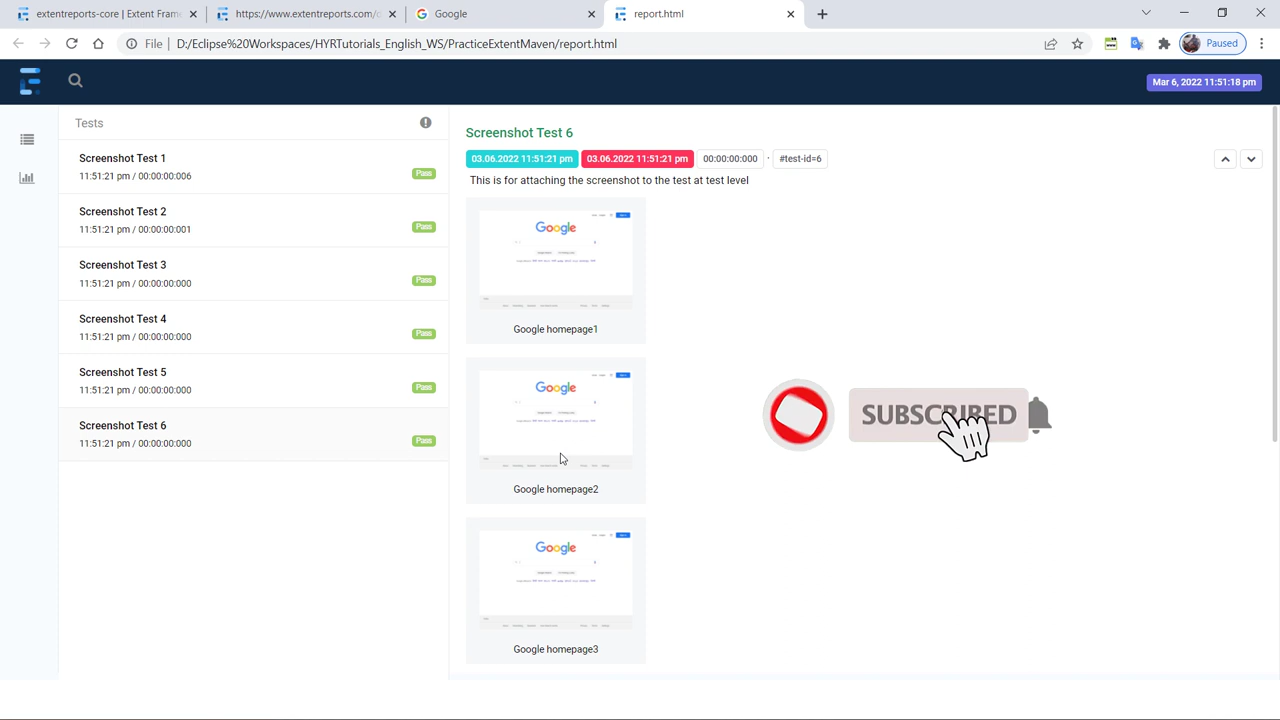 extentreports-core | Extent Fram
https://www.extentreports.com/d
Google
report.html
File | D:/Eclipse%20Workspaces/HYRTutorials_English_WS/PracticeExtentMaven/report.html
Paused
Mar 6, 2022 11:51:18 pm
Tests
Screenshot Test 1
11:51:21 pm / 00:00:00:006
Pass
Screenshot Test 2
11:51:21 pm / 00:00:00:000
Pass
Screenshot Test 3
11:51:21 pm / 00:00:00:000
Pass
Screenshot Test 4
11:51:21 pm / 00:00:00:000
Pass
Screenshot Test 5
11:51:21 pm / 00:00:00:000
Pass
Screenshot Test 6
11:51:21 pm / 00:00:00:000
Pass
Screenshot Test 6
03.06.2022 11:51:21 pm 03.06.2022 11:51:21 pm 00:00:00:000 · #test-id=6
This is for attaching the screenshot to the test at test level
Google
Google homepage1
Google
Google homepage2
Google
Google homepage3
SUBSCRIBED